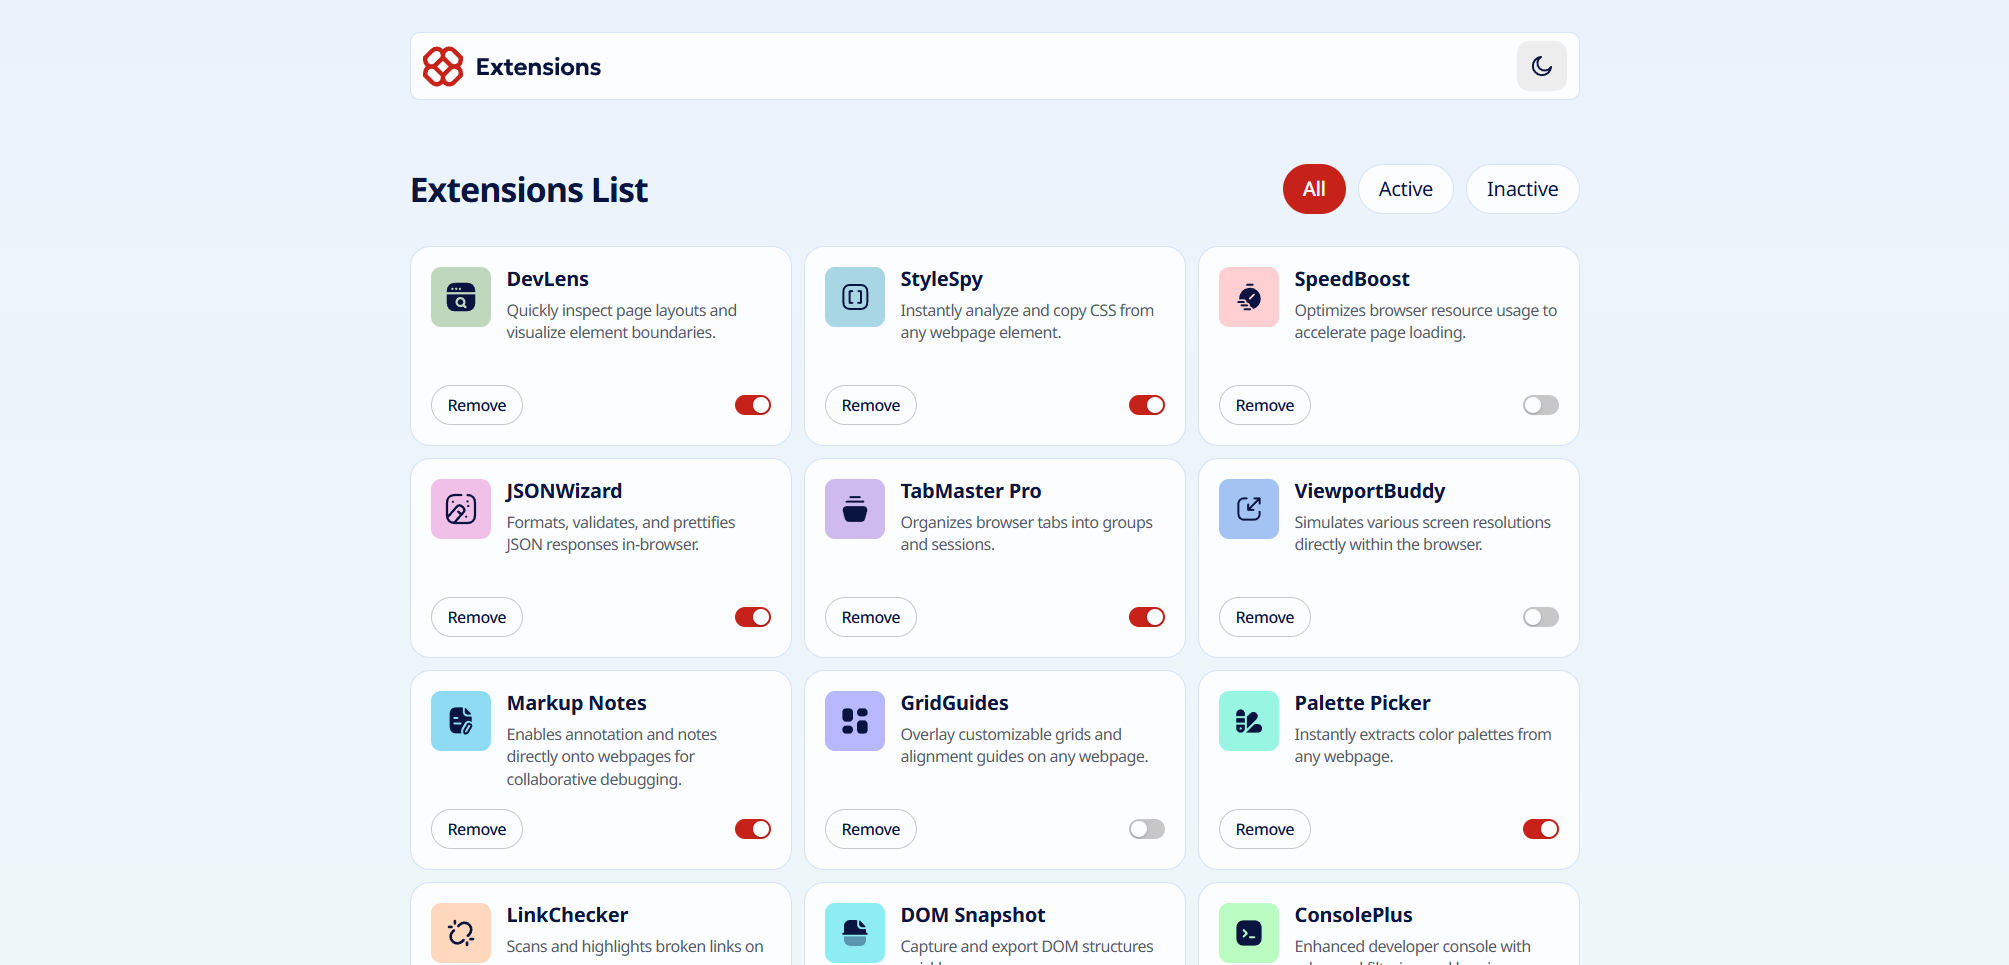 Extensions
Extensions List
All
Active
Inactive
DevLens
Quickly inspect page layouts and
visualize element boundaries.
Remove
StyleSpy
Instantly analyze and copy CSS from
any webpage element.
Remove
SpeedBoost
Optimizes browser resource usage to
accelerate page loading.
Remove
JSONWizard
Formats, validates, and prettifies
JSON responses in-browser.
Remove
TabMaster Pro
Organizes browser tabs into groups
and sessions.
Remove
ViewportBuddy
Simulates various screen resolutions
directly within the browser.
Remove
Markup Notes
Enables annotation and notes
directly onto webpages for
collaborative debugging.
Remove
GridGuides
Overlay customizable grids and
alignment guides on any webpage.
Remove
Palette Picker
Instantly extracts color palettes from
any webpage.
Remove
LinkChecker
Scans and highlights broken links on
DOM Snapshot
Capture and export DOM structures
ConsolePlus
Enhanced developer console with